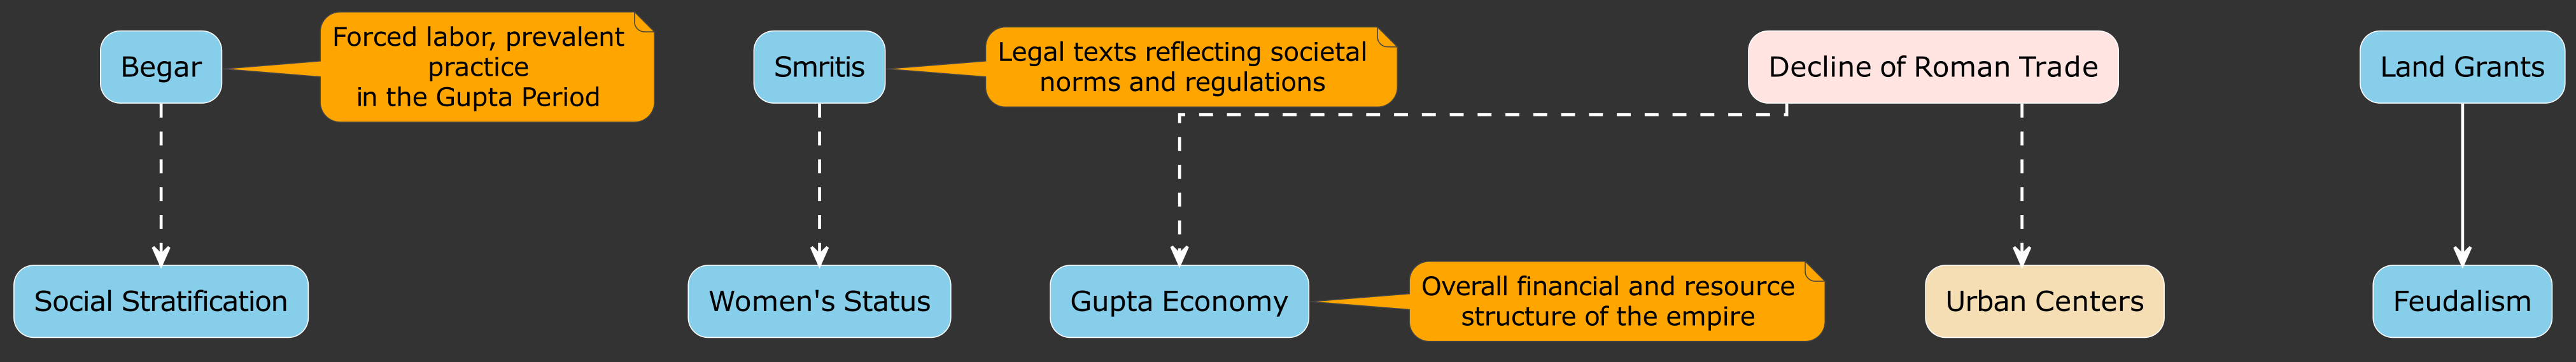 Begar
Forced labor, prevalent
practice
in the Gupta Period
Smritis
Legal texts reflecting societal
norms and regulations
Decline of Roman Trade
Land Grants
Social Stratification
Women's Status
Gupta Economy
Overall financial and resource
structure of the empire
Urban Centers
Feudalism